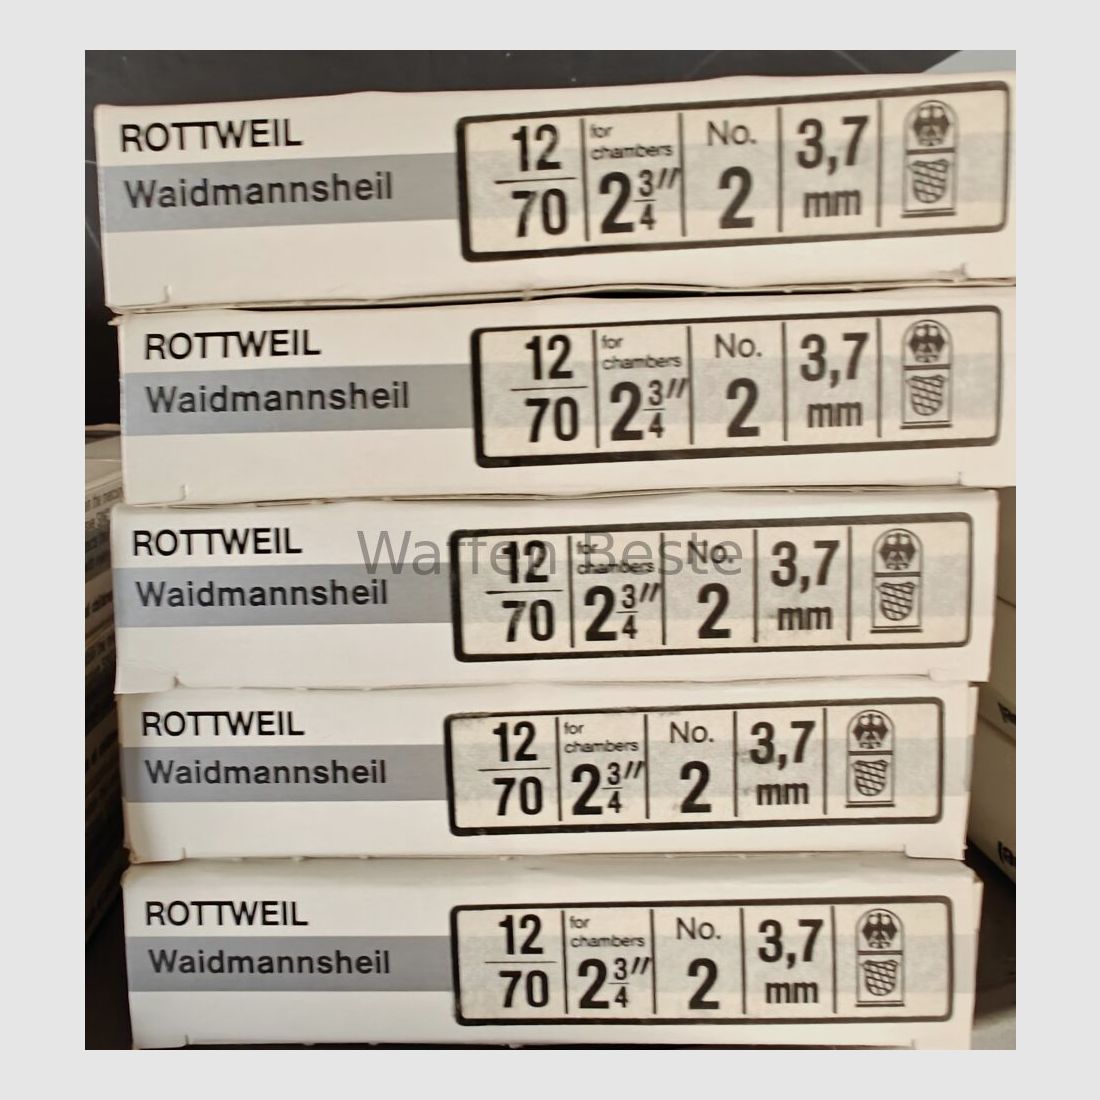 ROTTWEIL
Waidmannsheil
12
70
for
chambers
2 3/4"
No.
2
3,7
mm
ROTTWEIL
Waidmannsheil
12
70
for
chambers
2 3/4"
No.
2
3,7
mm
ROTTWEIL
Waidmannsheil
12
70
for
chambers
2 3/4"
No.
2
3,7
mm
Waffen Beste
ROTTWEIL
Waidmannsheil
12
70
for
chambers
2 3/4"
No.
2
3,7
mm
ROTTWEIL
Waidmannsheil
12
70
for
chambers
2 3/4"
No.
2
3,7
mm